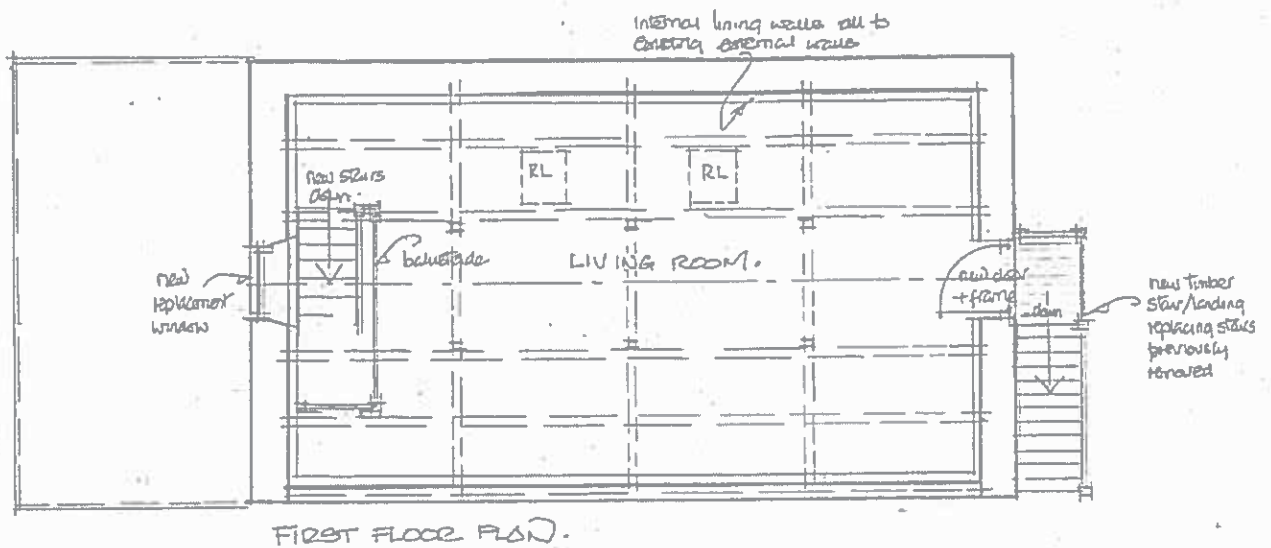 internal lining walls all to
existing external walls
new stairs
down.
RL
RL
balustrade
LIVING ROOM.
new
replacement
window
new door
+ frame
down
new timber
stair/landing
replacing stairs
previously
removed
FIRST FLOOR PLAN.